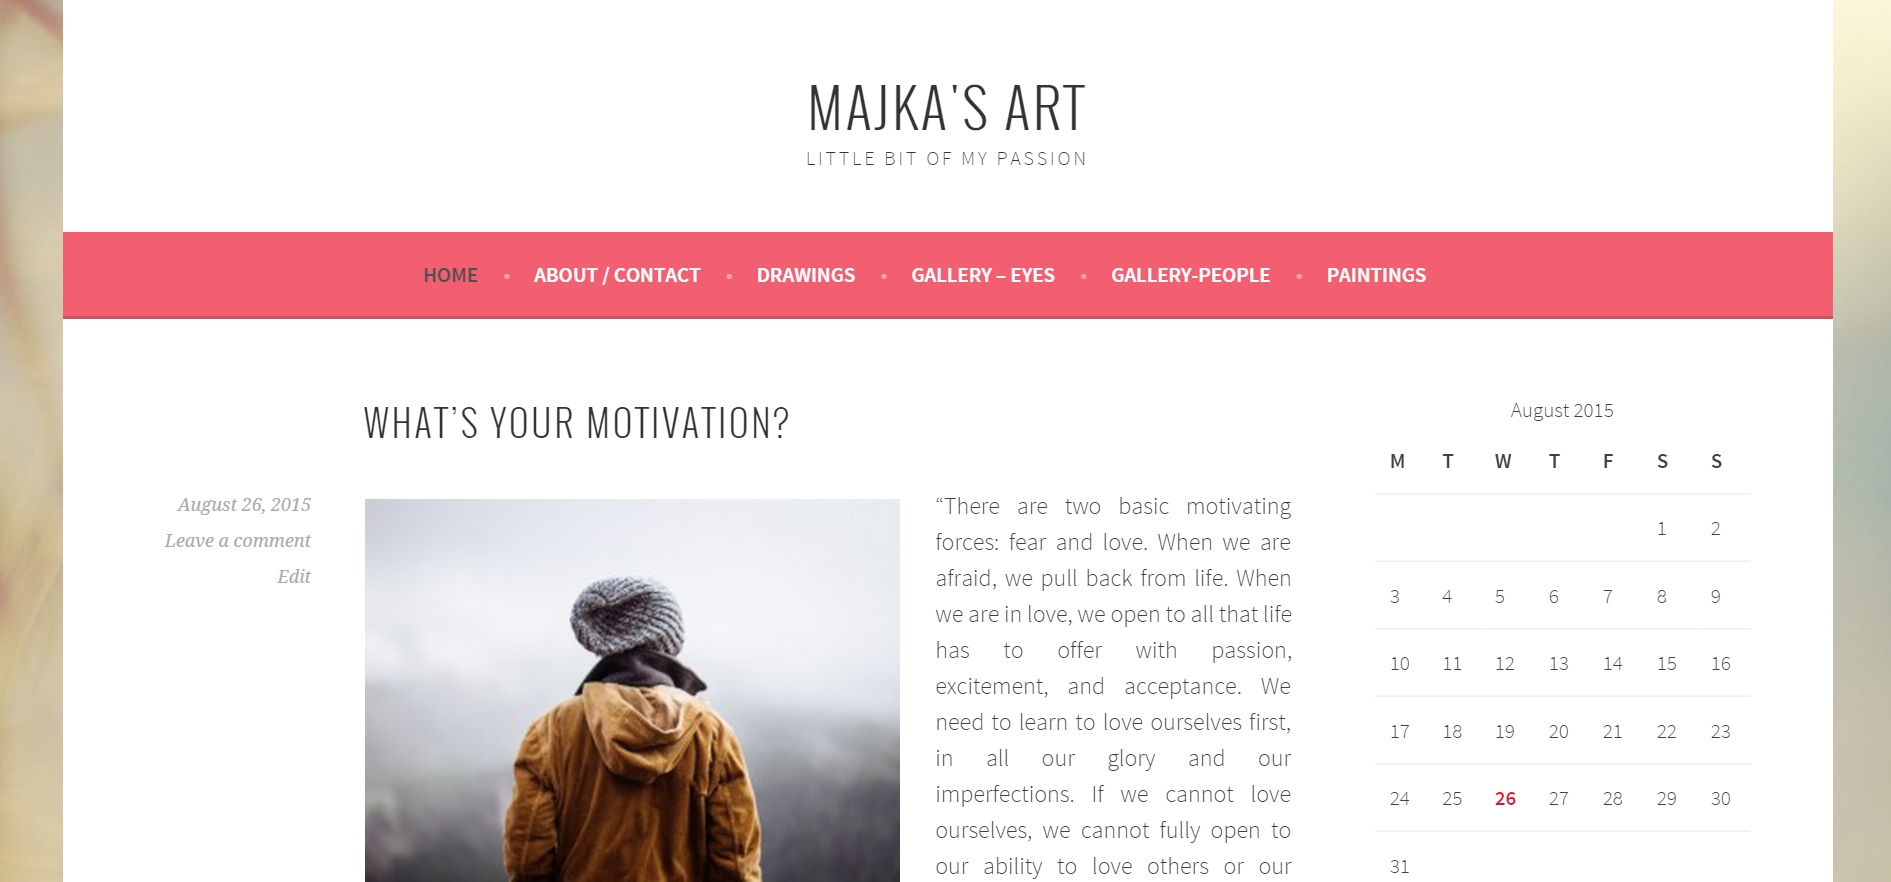 MAJKA'S ART
LITTLE BIT OF MY PASSION
HOME • ABOUT / CONTACT • DRAWINGS • GALLERY – EYES • GALLERY-PEOPLE • PAINTINGS
WHAT’S YOUR MOTIVATION?
August 26, 2015
Leave a comment
Edit
“There are two basic motivating
forces: fear and love. When we are
afraid, we pull back from life. When
we are in love, we open to all that life
has to offer with passion,
excitement, and acceptance. We
need to learn to love ourselves first,
in all our glory and our
imperfections. If we cannot love
ourselves, we cannot fully open to
our ability to love others or our
August 2015
M T W T F S S
1 2
3 4 5 6 7 8 9
10 11 12 13 14 15 16
17 18 19 20 21 22 23
24 25 26 27 28 29 30
31